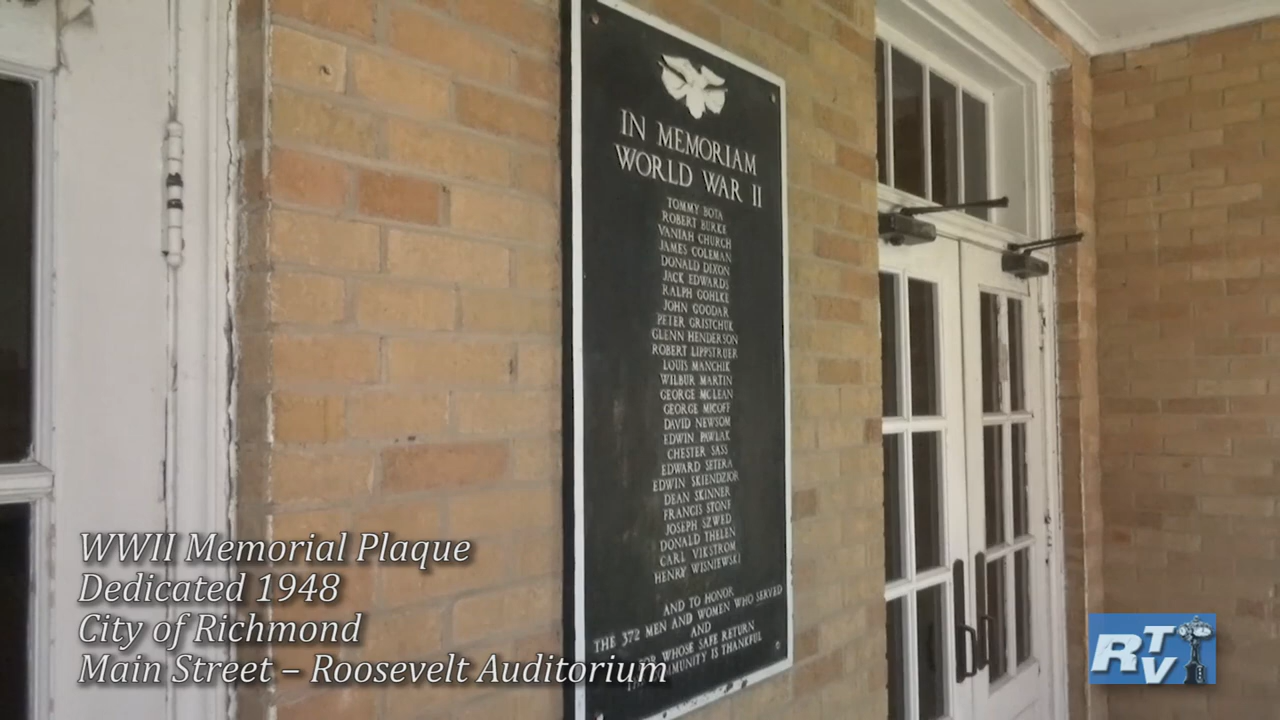 IN MEMORIAM
WORLD WAR II
TOMMY BOTA
ROBERT BURKE
VANIAH CHURCH
JAMES COLEMAN
DONALD DIXON
JACK EDWARDS
RALPH GOHLKE
JOHN GOODAR
PETER GRISTCHUK
GLENN HENDERSON
ROBERT LIPPSTRUER
LOUIS MANCHIK
WILBUR MARTIN
GEORGE MCLEAN
GEORGE MICOFF
DAVID NEWSOM
EDWIN PAWLAK
CHESTER SASS
EDWARD SETERA
EDWIN SKIENDZIOR
DEAN SKINNER
FRANCIS STONE
JOSEPH SZWED
DONALD THELEN
CARL VIKSTROM
HENRY WISNIEWSKI
AND TO HONOR
THE 372 MEN AND WOMEN WHO SERVED
AND
FOR WHOSE SAFE RETURN
COMMUNITY IS THANKFUL
WWII Memorial Plaque
Dedicated 1948
City of Richmond
Main Street – Roosevelt Auditorium
RTV